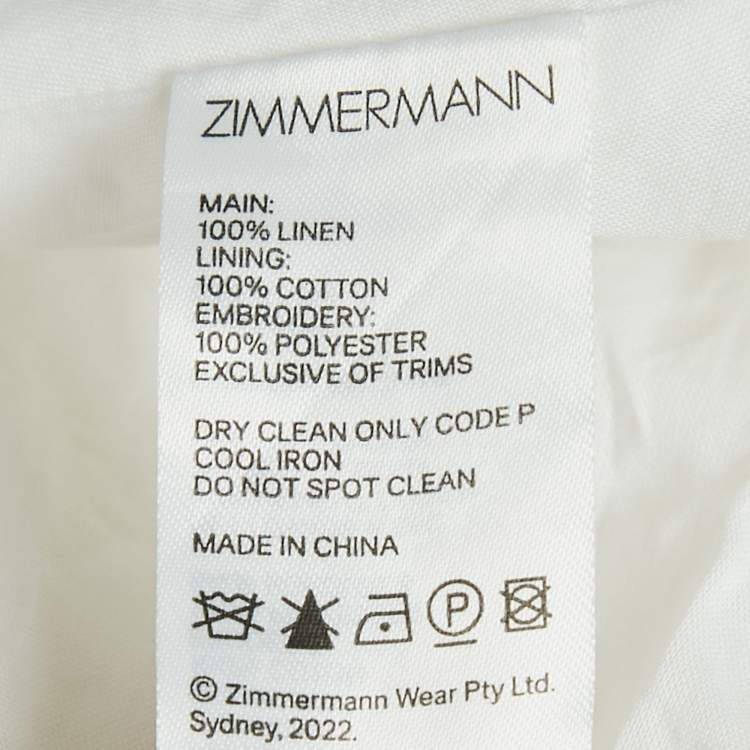 ZIMMERMANN
MAIN:
100% LINEN
LINING:
100% COTTON
EMBROIDERY:
100% POLYESTER
EXCLUSIVE OF TRIMS
DRY CLEAN ONLY CODE P
COOL IRON
DO NOT SPOT CLEAN
MADE IN CHINA
P
© Zimmermann Wear Pty Ltd.
Sydney, 2022.